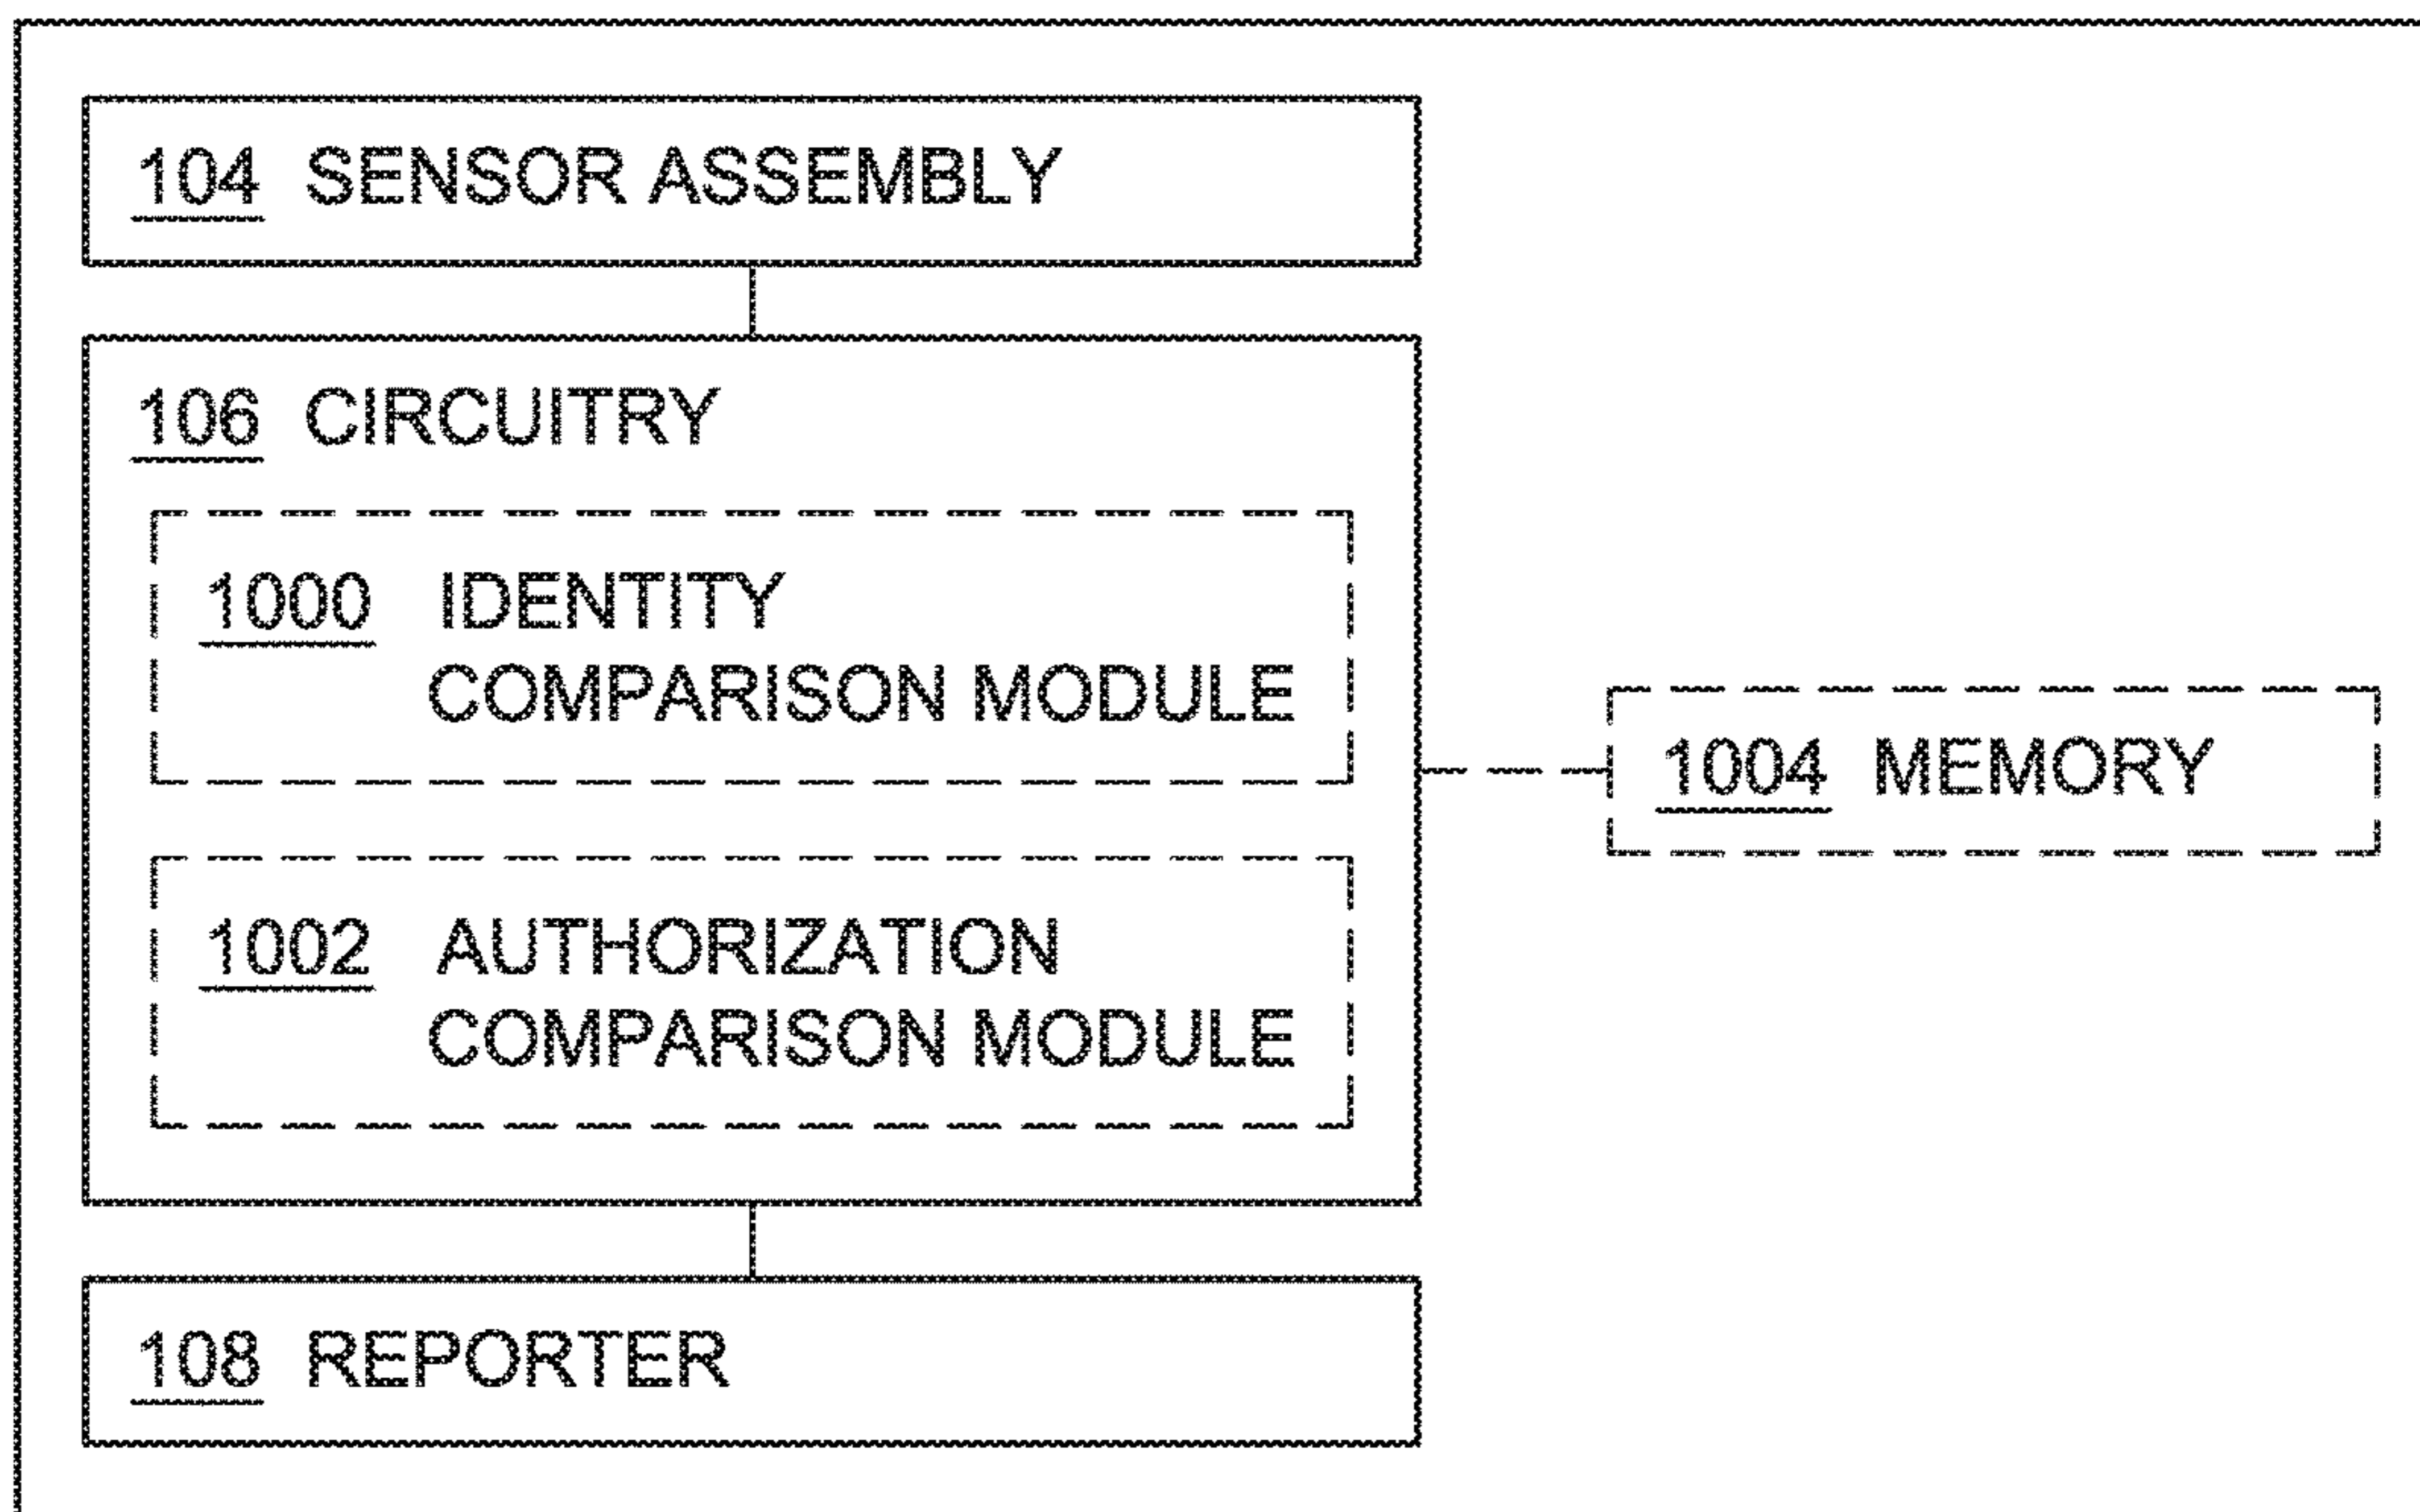 104 SENSOR ASSEMBLY
106 CIRCUITRY
1000 IDENTITY
COMPARISON MODULE
1004 MEMORY
1002 AUTHORIZATION
COMPARISON MODULE
108 REPORTER